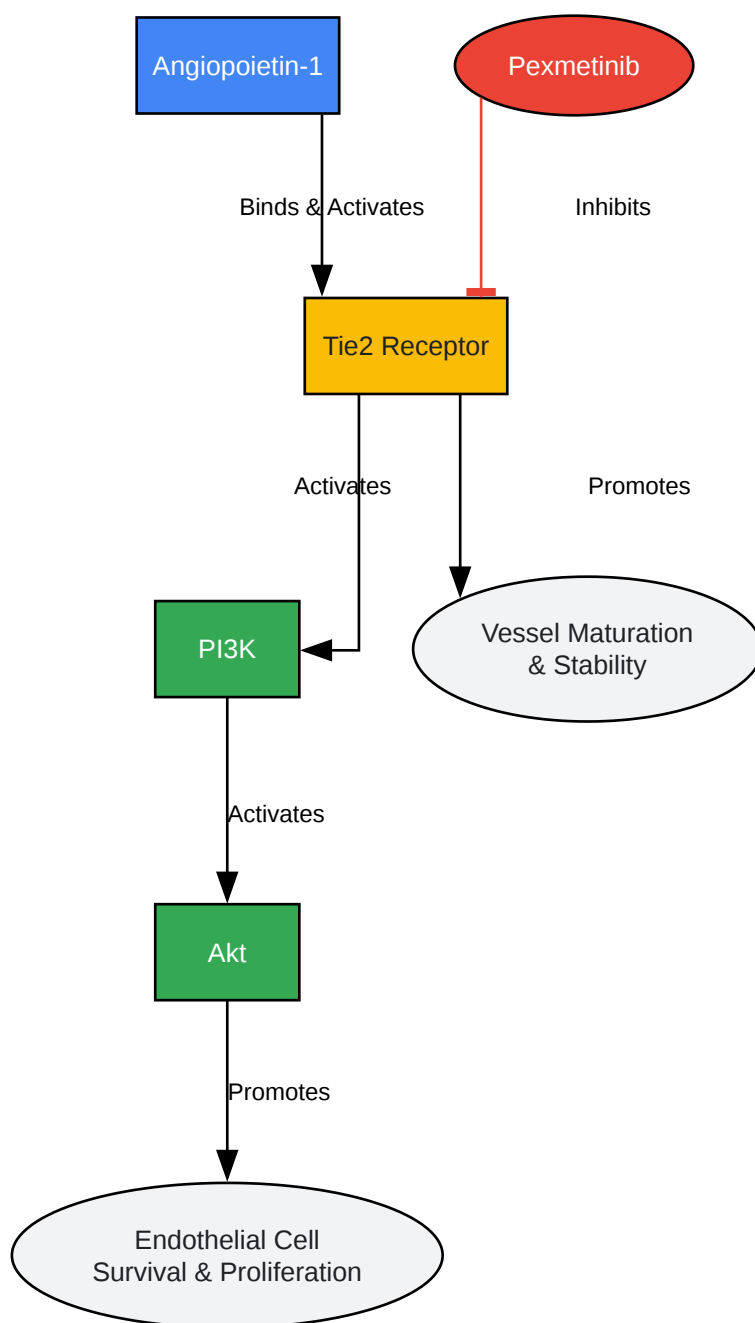 Angiopoietin-1
Pexmetinib
Binds & Activates
Inhibits
Tie2 Receptor
Activates
Promotes
PI3K
Vessel Maturation
& Stability
Activates
Akt
Promotes
Endothelial Cell
Survival & Proliferation